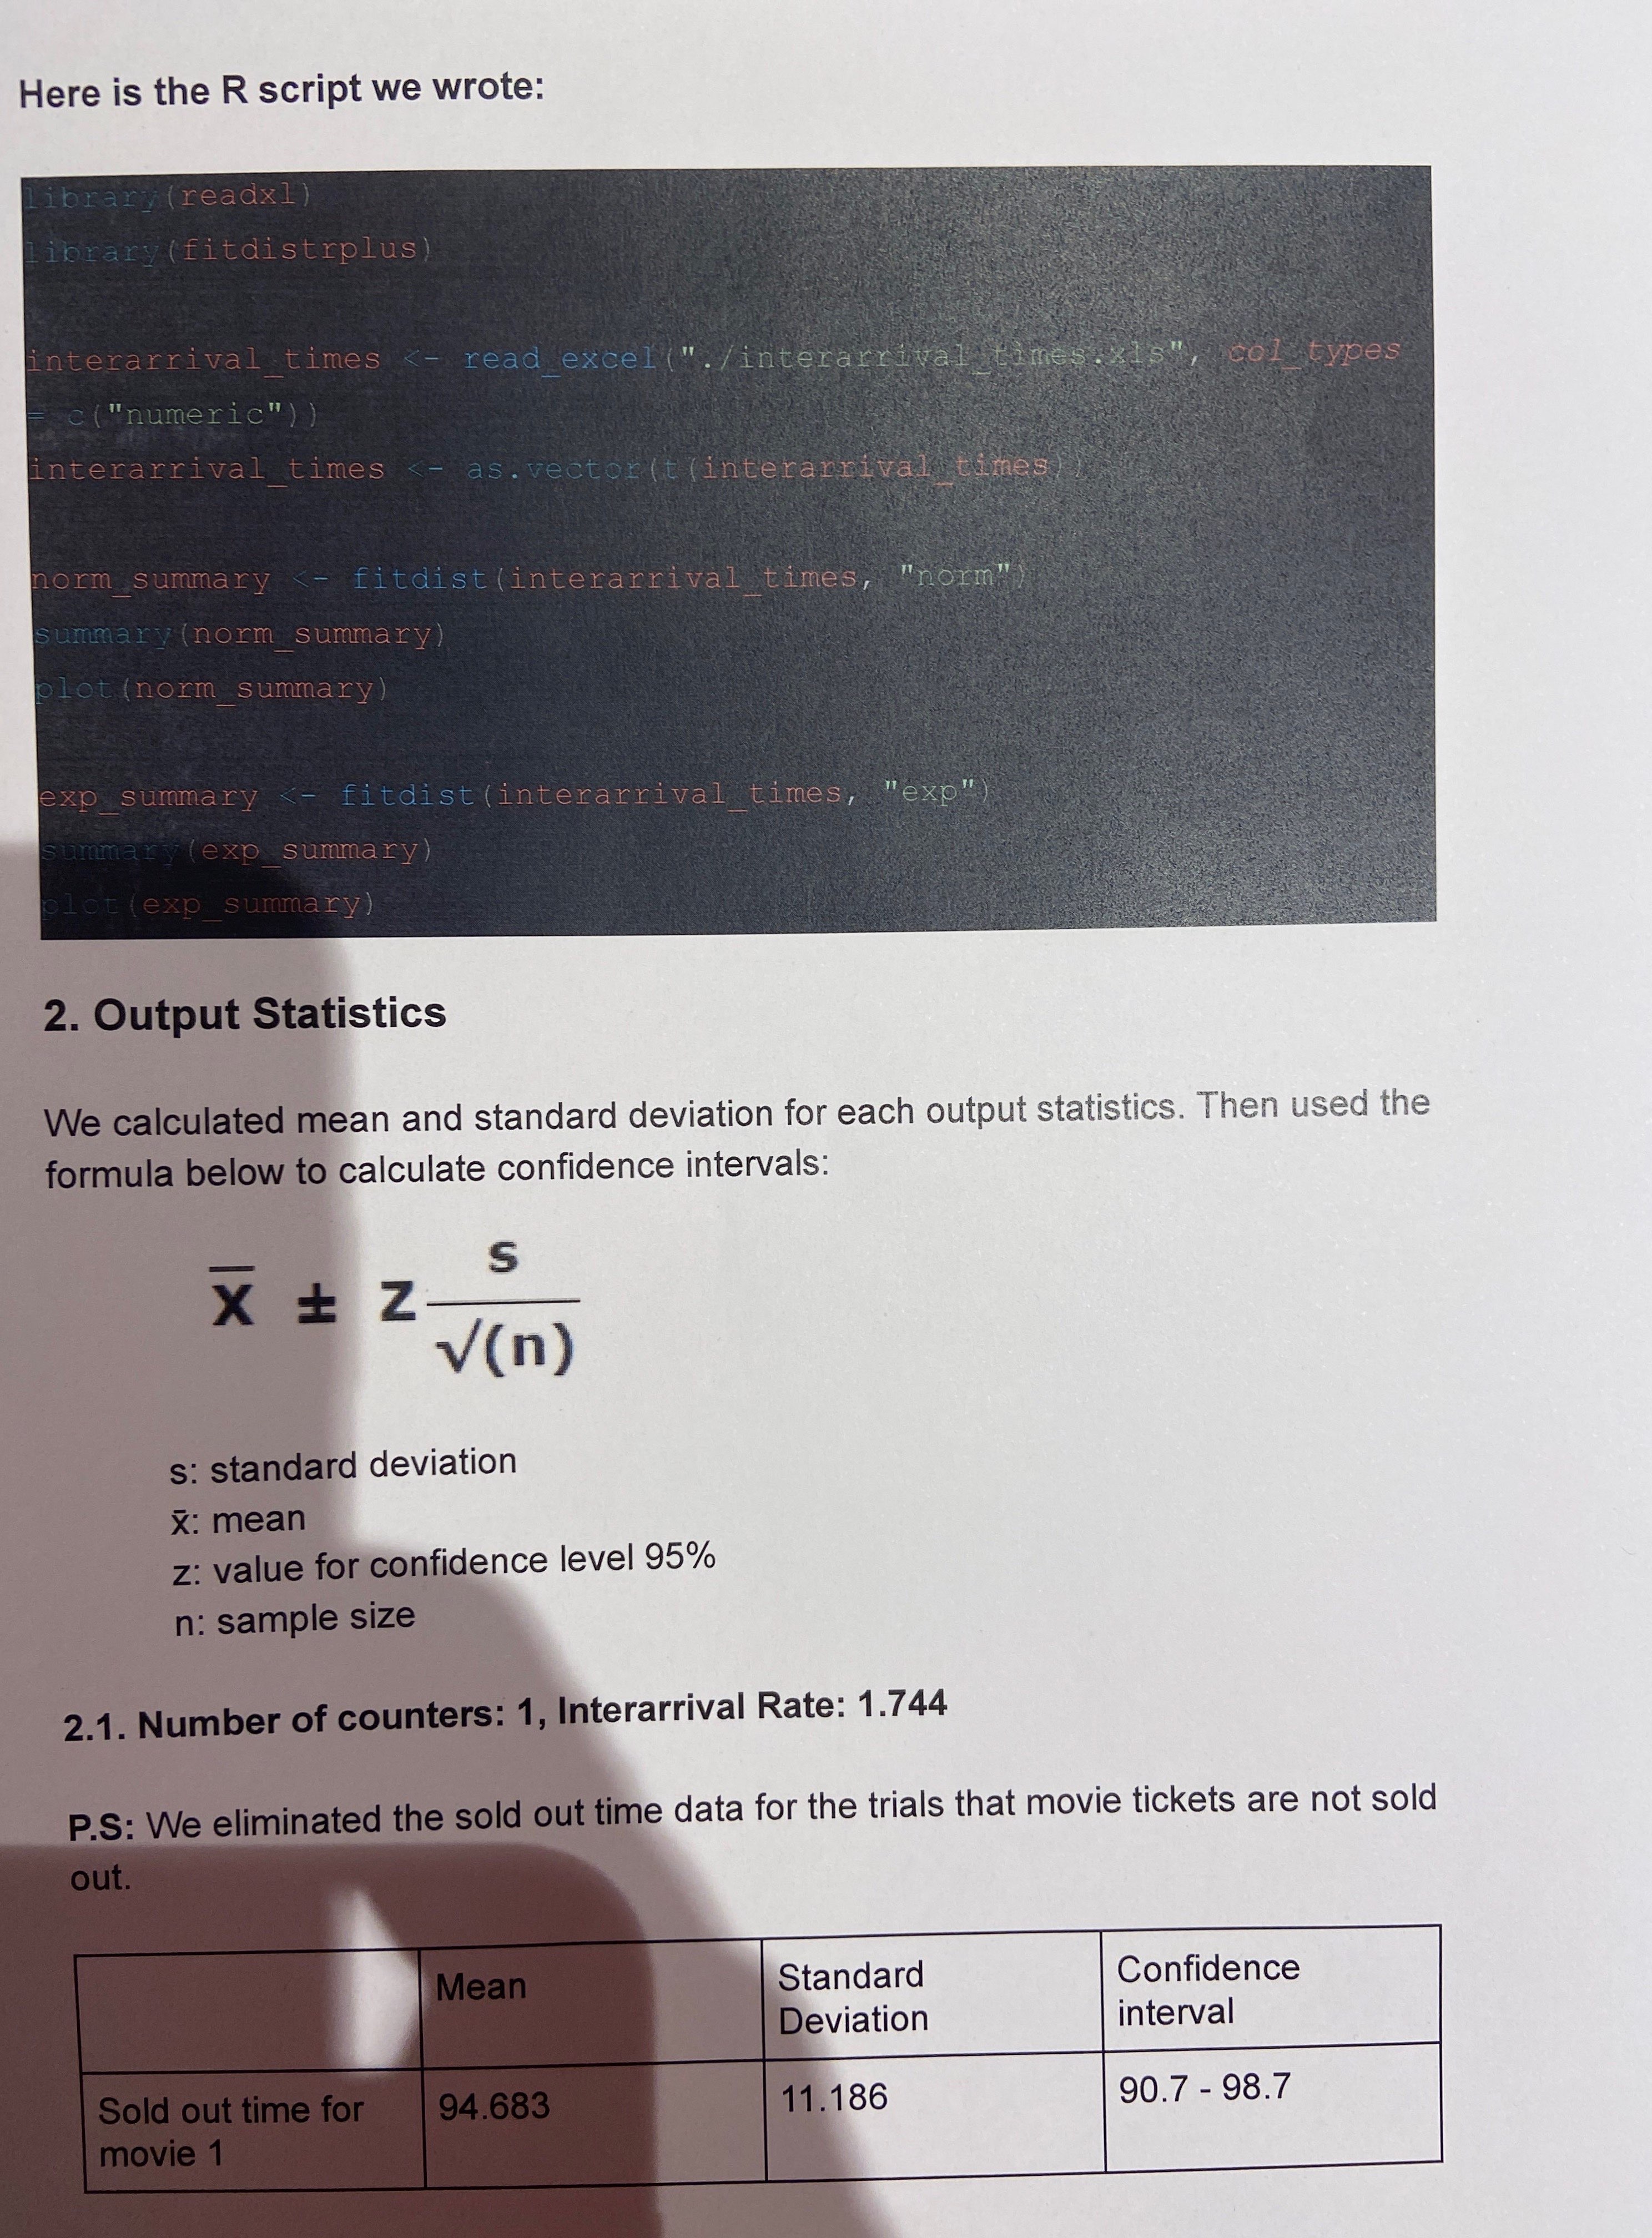 Here is the R script we wrote:
library(readxl)
library(fitdistrplus)
interarrival_times <- read_excel("./interarrival_times.xls", col_types
= c("numeric"))
interarrival_times <- as.vector(t(interarrival_times))
norm_summary <- fitdist(interarrival_times, "norm")
summary(norm_summary)
plot(norm_summary)
exp_summary <- fitdist(interarrival_times, "exp")
summary(exp_summary)
plot(exp_summary)
2. Output Statistics
We calculated mean and standard deviation for each output statistics. Then used the
formula below to calculate confidence intervals:
s
x̄ ± z
√(n)
s: standard deviation
x̄: mean
z: value for confidence level 95%
n: sample size
2.1. Number of counters: 1, Interarrival Rate: 1.744
P.S: We eliminated the sold out time data for the trials that movie tickets are not sold
out.
Mean
Standard
Deviation
Confidence
interval
Sold out time for
movie 1
94.683
11.186
90.7 - 98.7